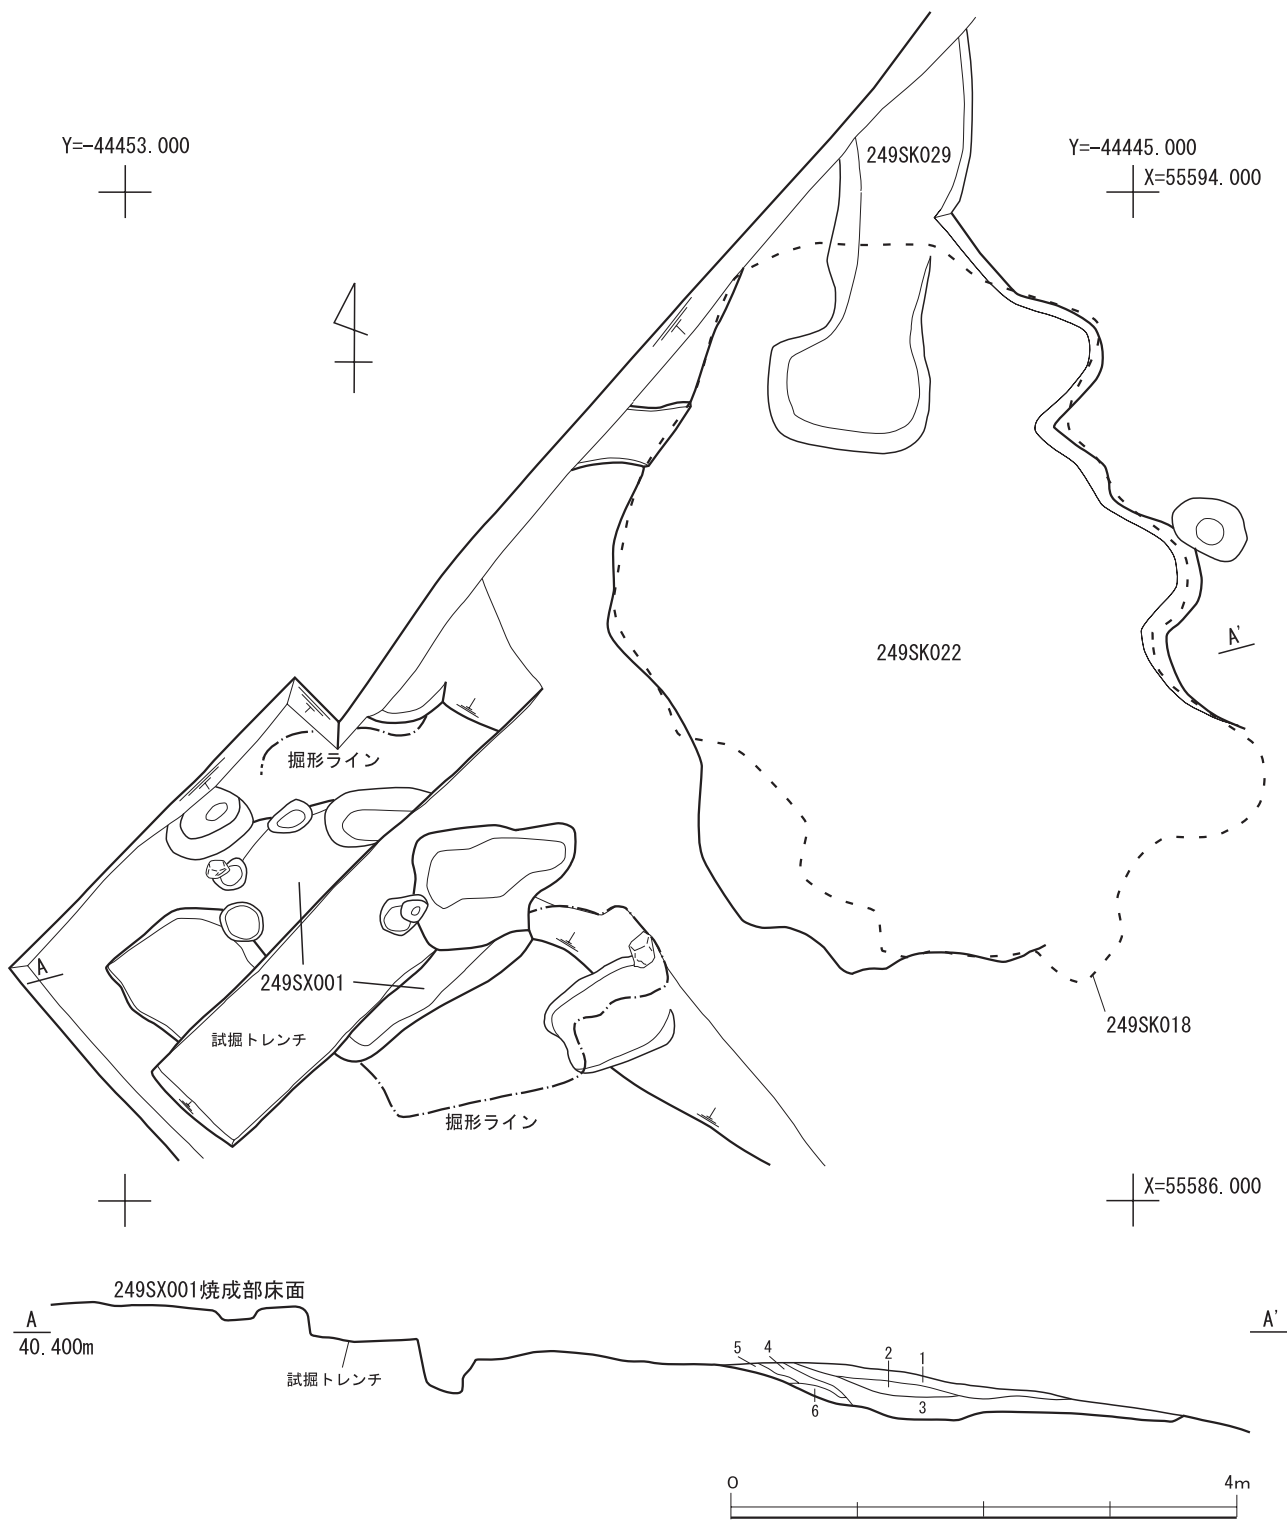 Y=-44453.000
Y=-44445.000
X=55594.000
249SK029
249SK022
A'
掘形ライン
A
249SX001
試掘トレンチ
249SK018
掘形ライン
X=55586.000
249SX001焼成部床面
A
40.400m
A'
試掘トレンチ
5
4
2
1
6
3
0
4m